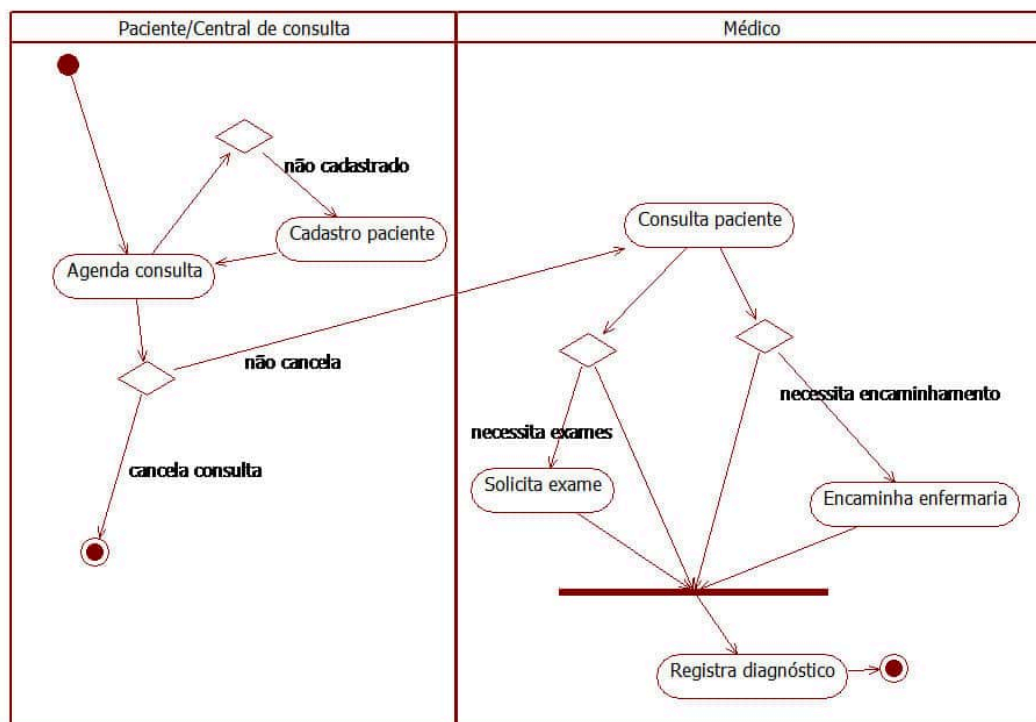 Paciente/Central de consulta
Médico
não cadastrado
Cadastro paciente
Agenda consulta
não cancela
cancela consulta
Consulta paciente
necessita encaminhamento
necessita exames
Solicita exame
Encaminha enfermaria
Registra diagnóstico